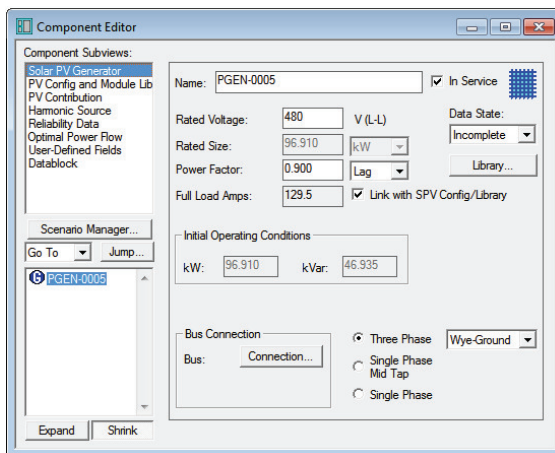 Component Editor
Component Subviews:
Solar PV Generator
PV Config and Module Lib
PV Contribution
Harmonic Source
Reliability Data
Optimal Power Flow
User-Defined Fields
Datablock
Scenario Manager...
Go To
Jump...
G PGEN-0005
Expand
Shrink
Name: PGEN-0005
In Service
Rated Voltage: 480 V (L-L)
Data State:
Rated Size: 96.910 kW
Incomplete
Power Factor: 0.900 Lag
Library...
Full Load Amps: 129.5
Link with SPV Config/Library
Initial Operating Conditions
kW: 96.910 kVar: 46.935
Bus Connection
Bus: Connection...
Three Phase
Wye-Ground
Single Phase
Mid Tap
Single Phase